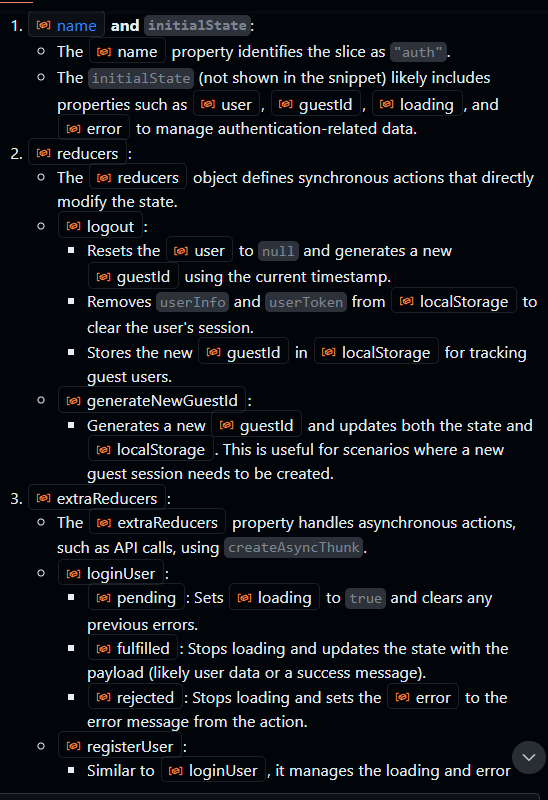 1. name and initialState:
The name property identifies the slice as "auth".
The initialState (not shown in the snippet) likely includes
properties such as user, guestId, loading, and
error to manage authentication-related data.
2. reducers:
The reducers object defines synchronous actions that directly
modify the state.
logout:
Resets the user to null and generates a new
guestId using the current timestamp.
Removes userInfo and userToken from localStorage to
clear the user's session.
Stores the new guestId in localStorage for tracking
guest users.
generateNewGuestId:
Generates a new guestId and updates both the state and
localStorage. This is useful for scenarios where a new
guest session needs to be created.
3. extraReducers:
The extraReducers property handles asynchronous actions,
such as API calls, using createAsyncThunk.
loginUser:
pending: Sets loading to true and clears any
previous errors.
fulfilled: Stops loading and updates the state with the
payload (likely user data or a success message).
rejected: Stops loading and sets the error to the
error message from the action.
registerUser:
Similar to loginUser, it manages the loading and error